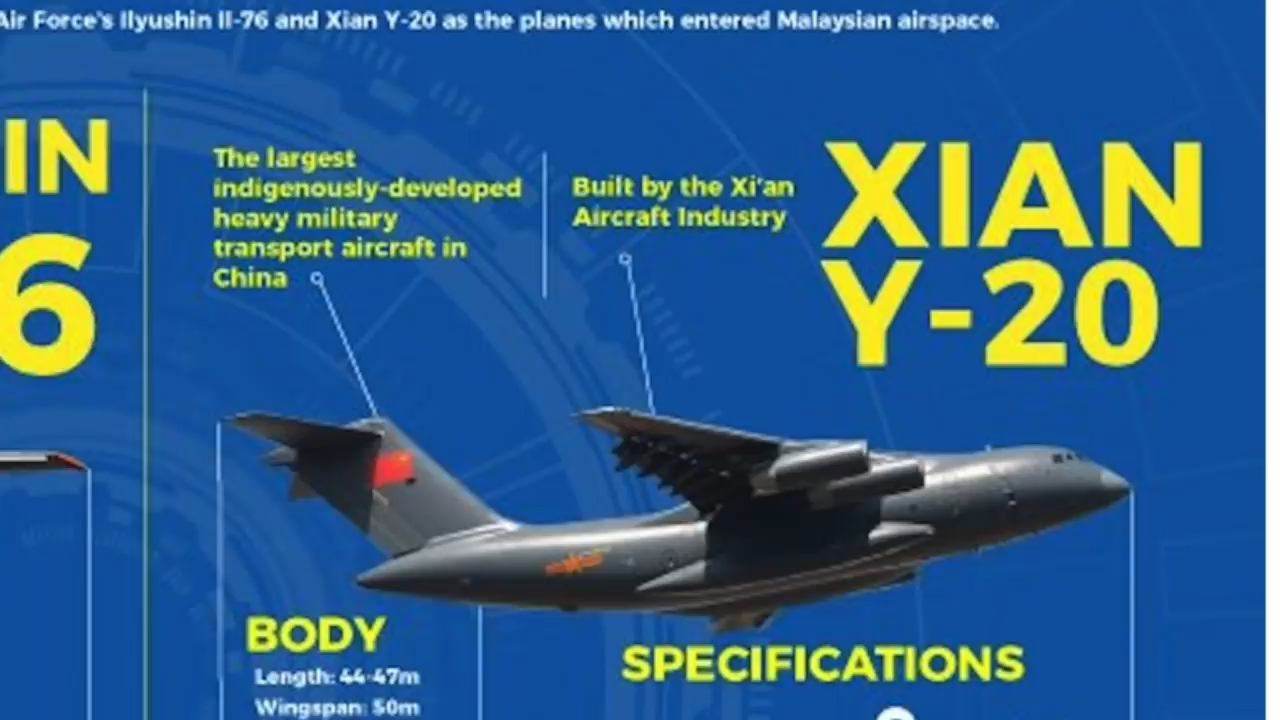 Air Force's Ilyushin Il-76 and Xian Y-20 as the planes which entered Malaysian airspace.
IN
6
The largest
indigenously-developed
heavy military
transport aircraft in
China
Built by the Xi'an
Aircraft Industry
XIAN
Y-20
BODY
Length: 44-47m
Wingspan: 50m
SPECIFICATIONS